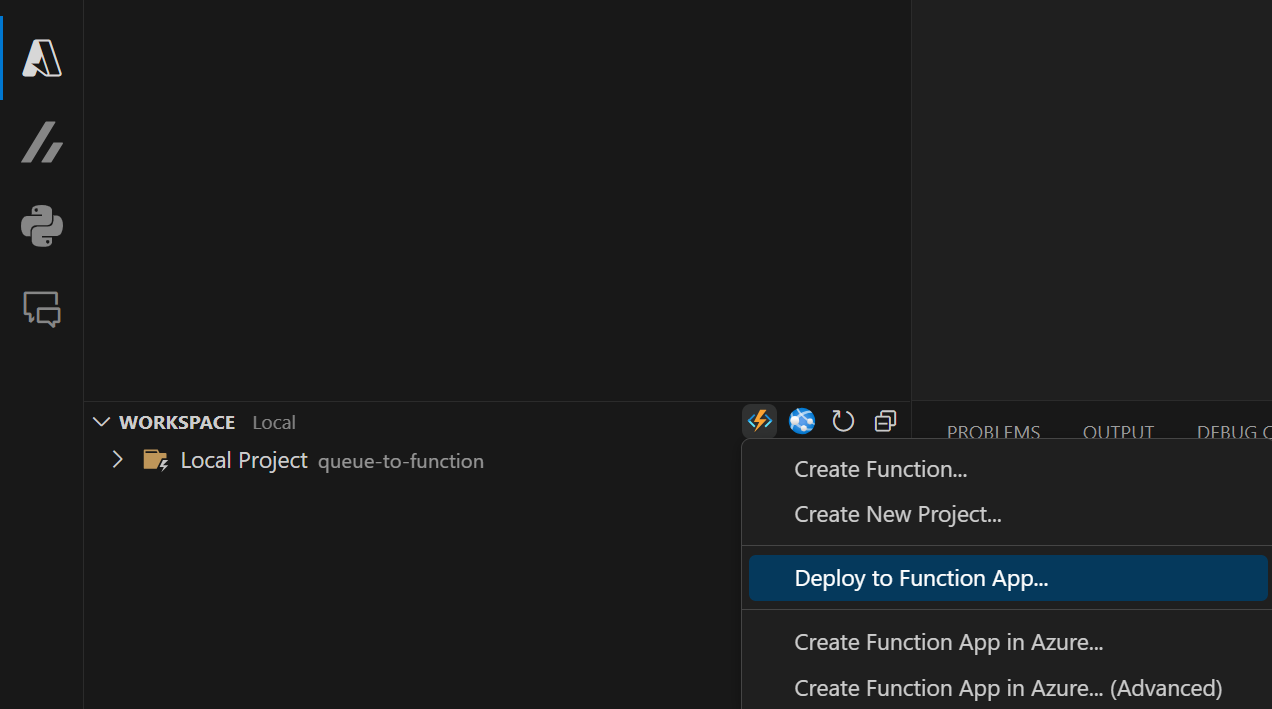 WORKSPACE Local
Local Project queue-to-function
PROBLEMS OUTPUT DEBUG C
Create Function...
Create New Project...
Deploy to Function App...
Create Function App in Azure...
Create Function App in Azure... (Advanced)